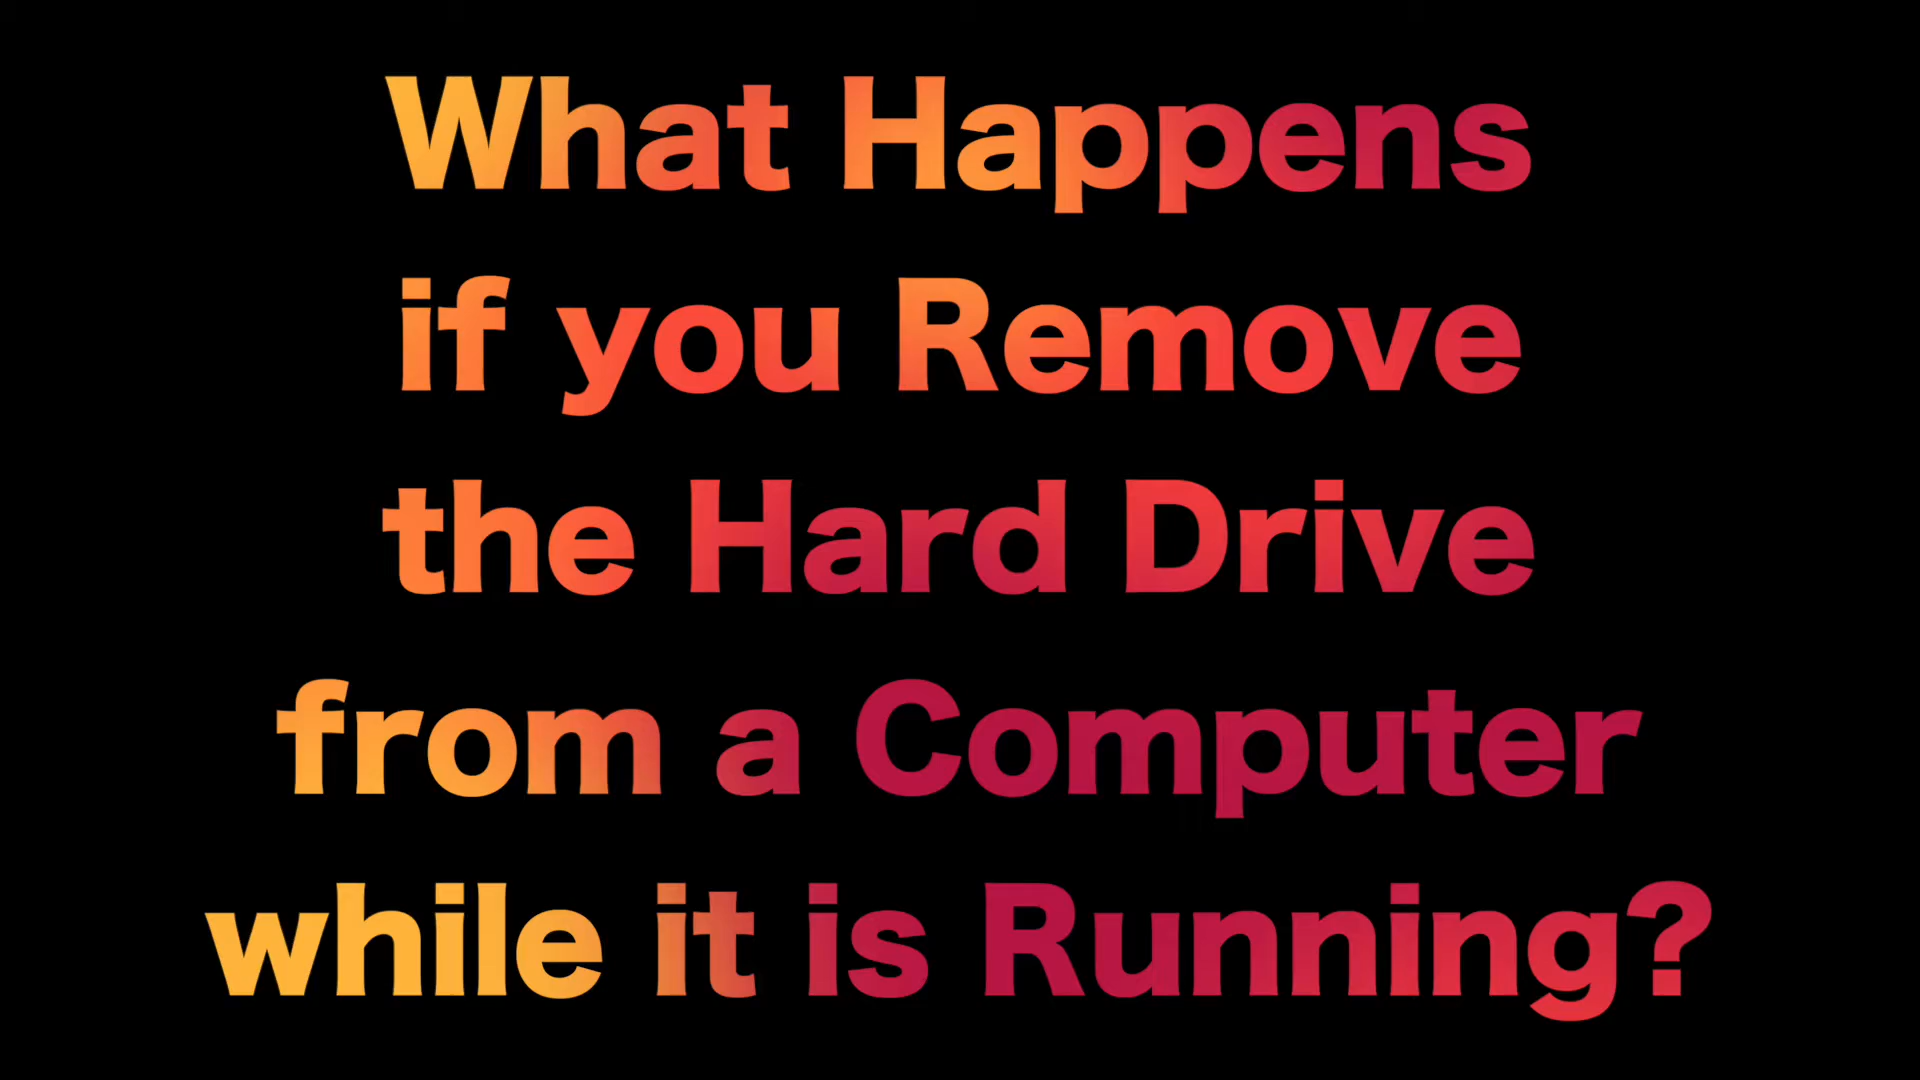 What Happens
if you Remove
the Hard Drive
from a Computer
while it is Running?